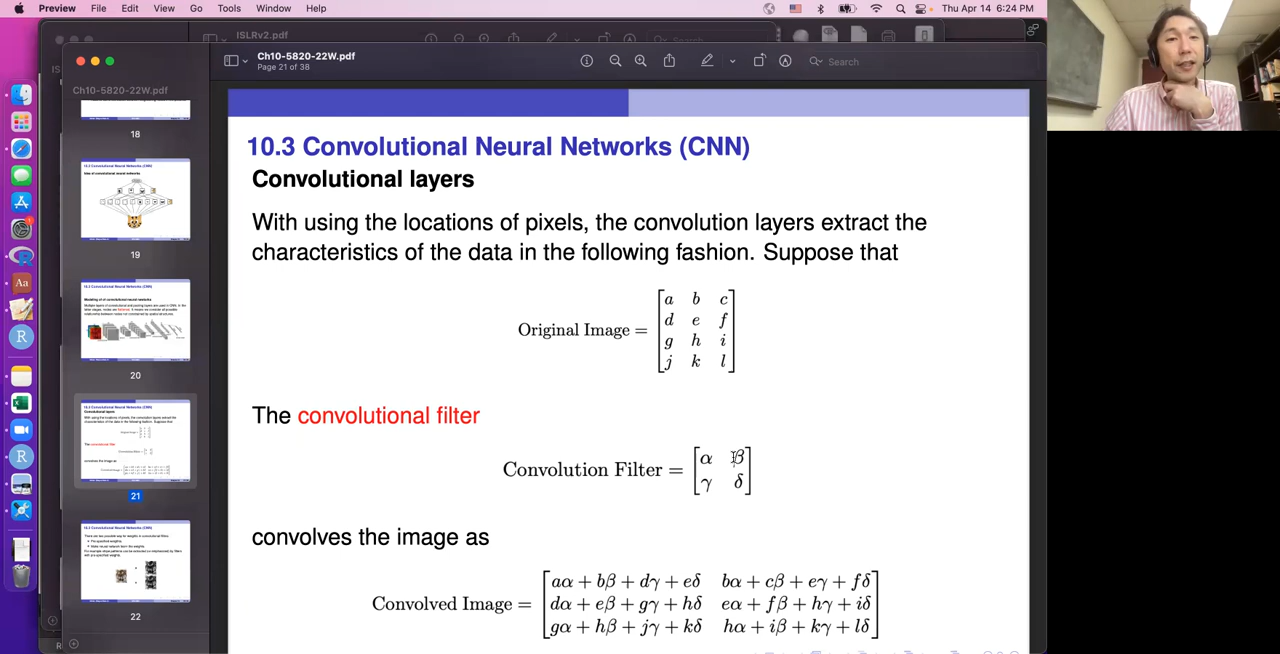 Preview File Edit View Go Tools Window Help Thu Apr 14 6:24 PM
ISLRv2.pdf
Ch10-5820-22W.pdf
Page 21 of 38
Search
Ch10-5820-22W.pdf
18
19
20
21
22
10.3 Convolutional Neural Networks (CNN)
Convolutional layers
With using the locations of pixels, the convolution layers extract the
characteristics of the data in the following fashion. Suppose that
Original Image =
a b c
d e f
g h i
j k l
The convolutional filter
Convolution Filter =
α β
γ δ
convolves the image as
Convolved Image =
aα + bβ + dγ + eδ bα + cβ + eγ + fδ
dα + eβ + gγ + hδ eα + fβ + hγ + iδ
gα + hβ + jγ + kδ hα + iβ + kγ + lδ